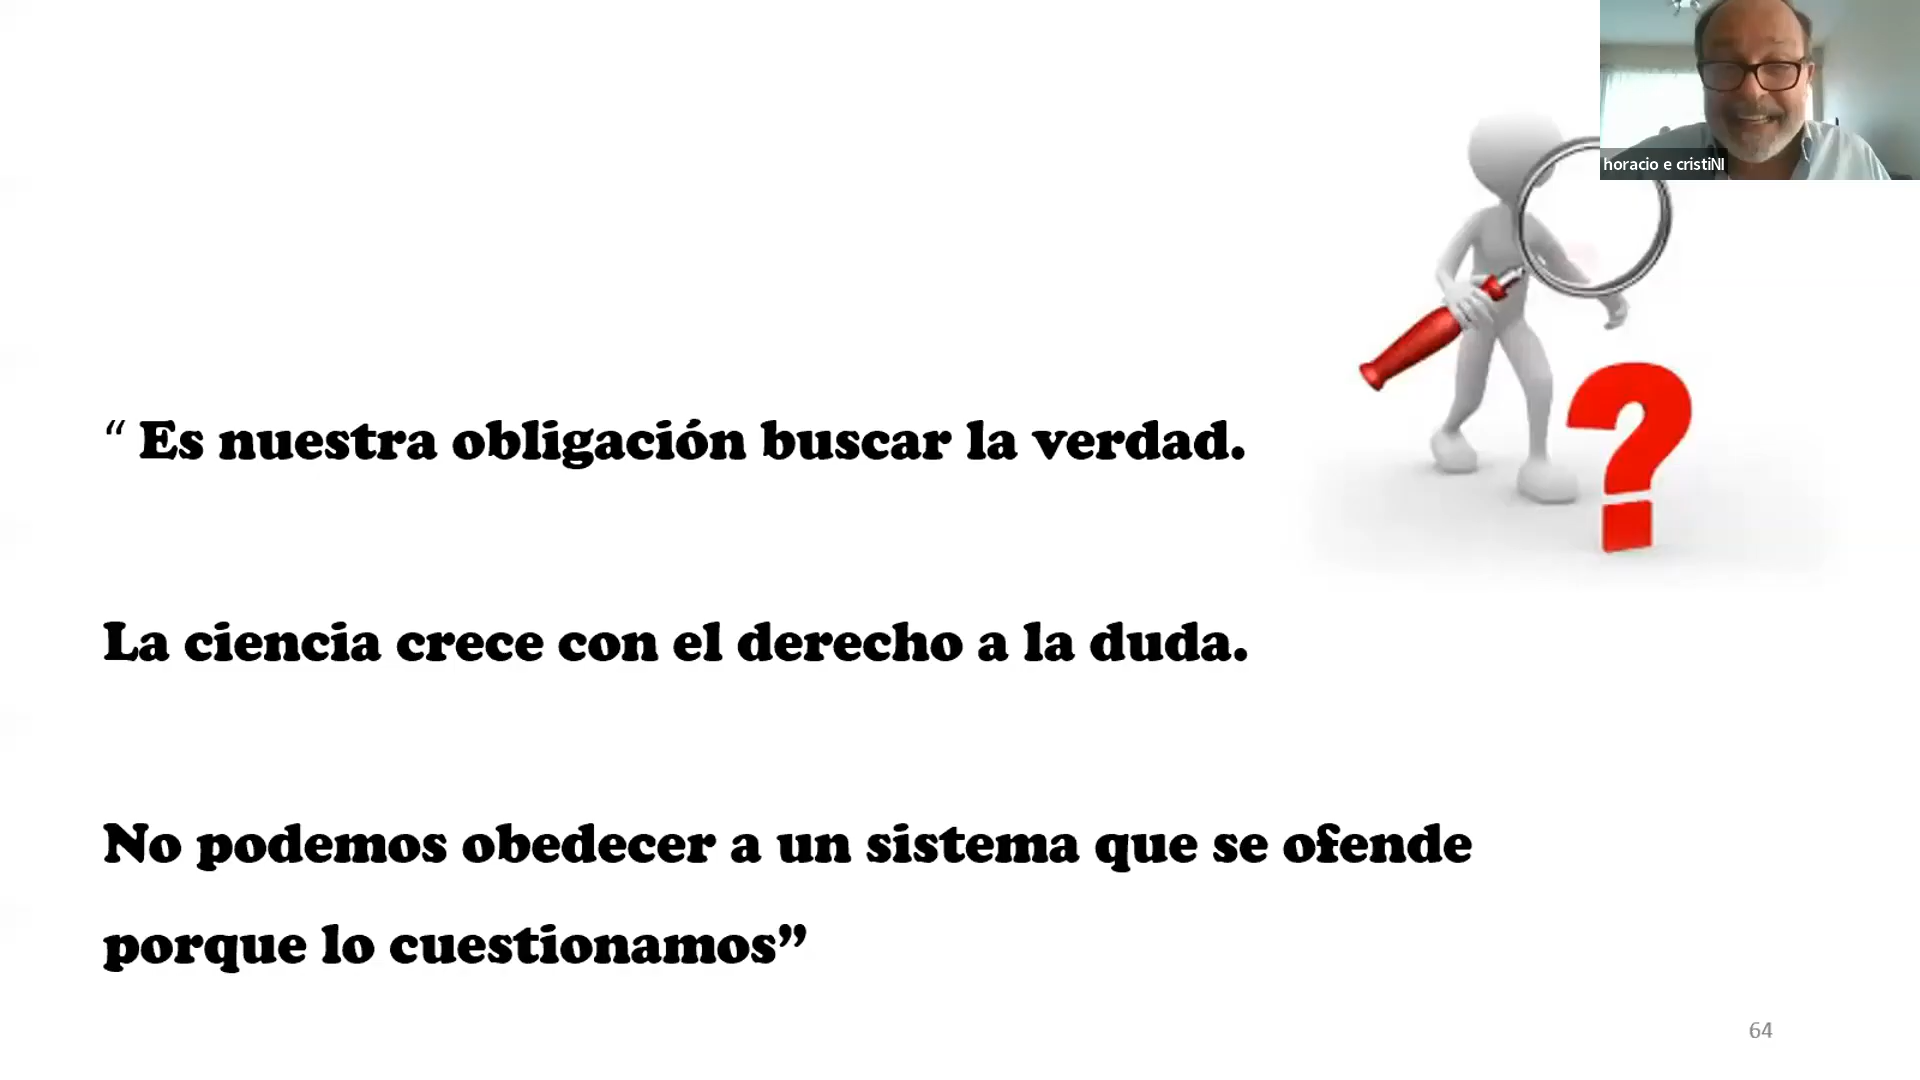 horacio e cristiNI
“ Es nuestra obligación buscar la verdad.
La ciencia crece con el derecho a la duda.
No podemos obedecer a un sistema que se ofende
porque lo cuestionamos”
64